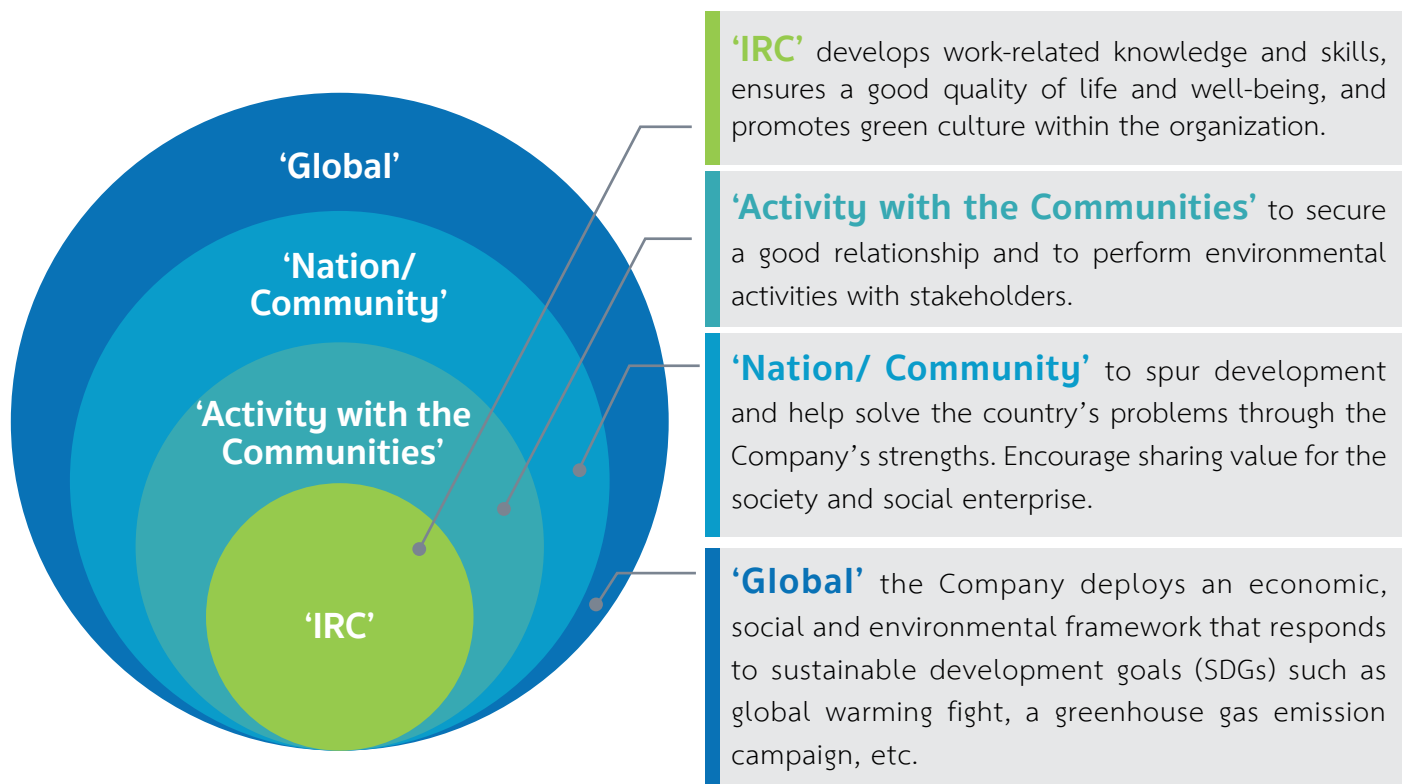 ‘Global’
‘Nation/
Community’
‘Activity with the
Communities’
‘IRC’
‘IRC’ develops work-related knowledge and skills,
ensures a good quality of life and well-being, and
promotes green culture within the organization.
‘Activity with the Communities’ to secure
a good relationship and to perform environmental
activities with stakeholders.
‘Nation/ Community’ to spur development
and help solve the country’s problems through the
Company’s strengths. Encourage sharing value for the
society and social enterprise.
‘Global’ the Company deploys an economic,
social and environmental framework that responds
to sustainable development goals (SDGs) such as
global warming fight, a greenhouse gas emission
campaign, etc.